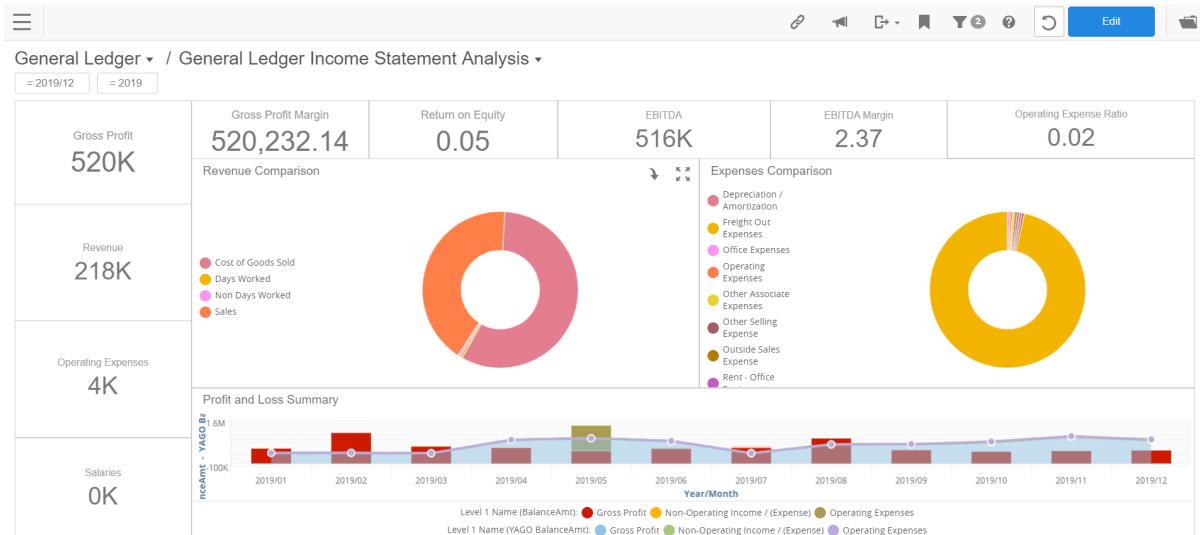 2
Edit
General Ledger / General Ledger Income Statement Analysis
= 2019/12 = 2019
Gross Profit
520K
Gross Profit Margin
520,232.14
Return on Equity
0.05
EBITDA
516K
EBITDA Margin
2.37
Operating Expense Ratio
0.02
Revenue
218K
Operating Expenses
4K
Salaries
0K
Revenue Comparison
Cost of Goods Sold
Days Worked
Non Days Worked
Sales
Expenses Comparison
Depreciation /
Amortization
Freight Out
Expenses
Office Expenses
Operating
Expenses
Other Associate
Expenses
Other Selling
Expense
Outside Sales
Expense
Rent - Office
Profit and Loss Summary
nceAmt - YAGO Ba
1.6M
-100K
2019/01 2019/02 2019/03 2019/04 2019/05 2019/06 2019/07 2019/08 2019/09 2019/10 2019/11 2019/12
Year/Month
Level 1 Name (BalanceAmt): Gross Profit Non-Operating Income / (Expense) Operating Expenses
Level 1 Name (YAGO BalanceAmt): Gross Profit Non-Operating Income / (Expense) Operating Expenses